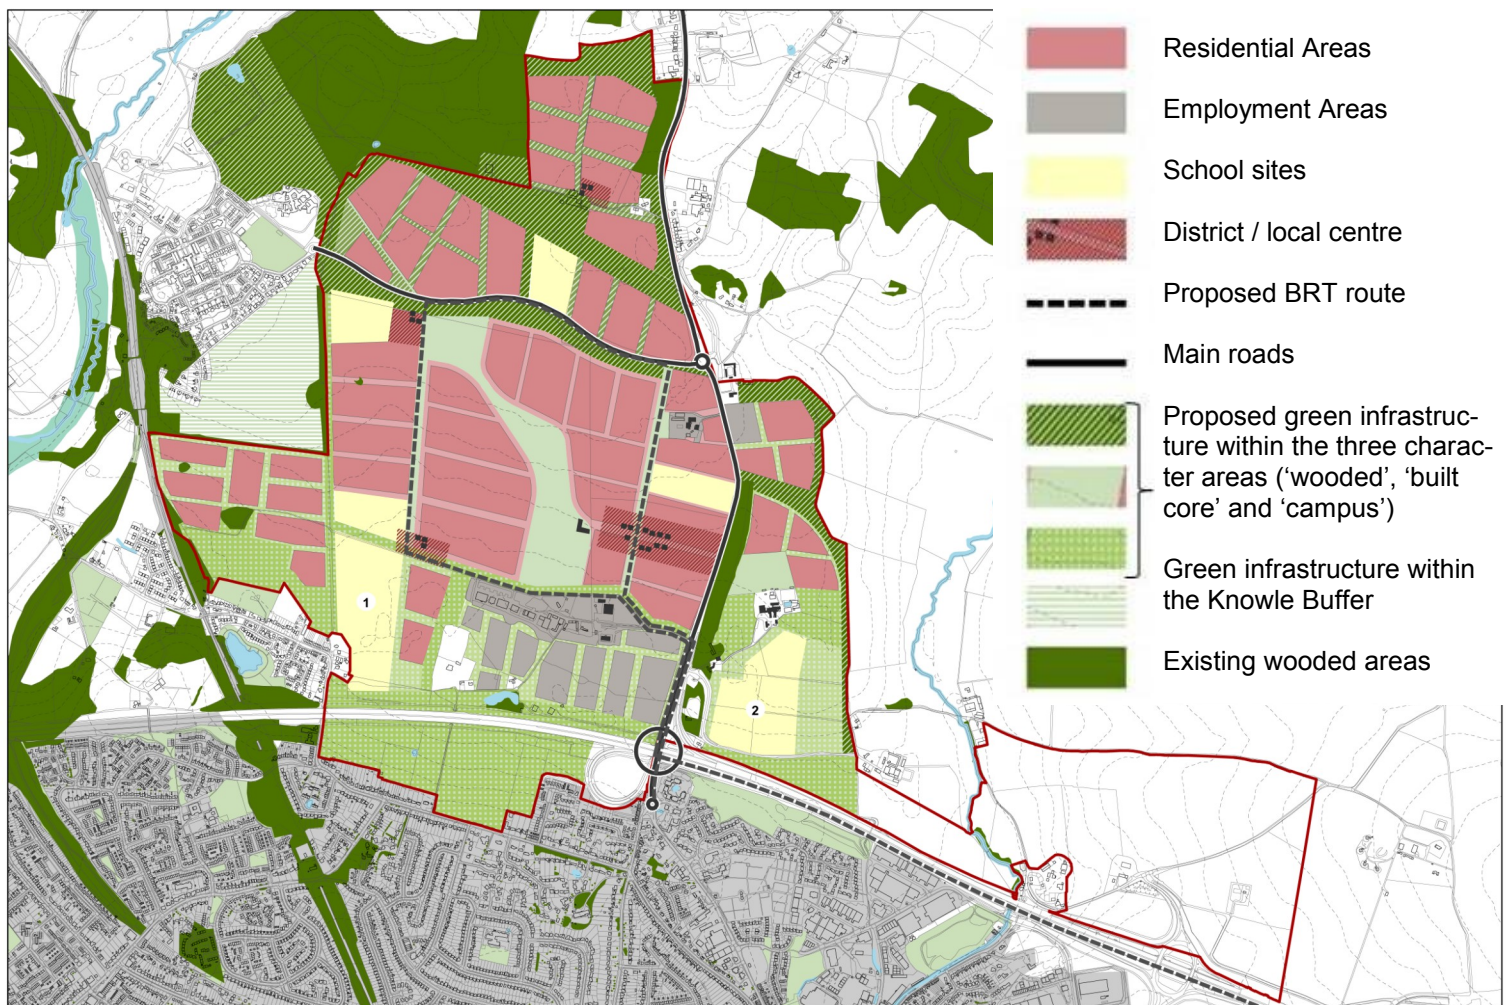 Residential Areas
Employment Areas
School sites
District / local centre
Proposed BRT route
Main roads
Proposed green infrastruc-
ture within the three charac-
ter areas (‘wooded’, ‘built
core’ and ‘campus’)
Green infrastructure within
the Knowle Buffer
Existing wooded areas
1
2